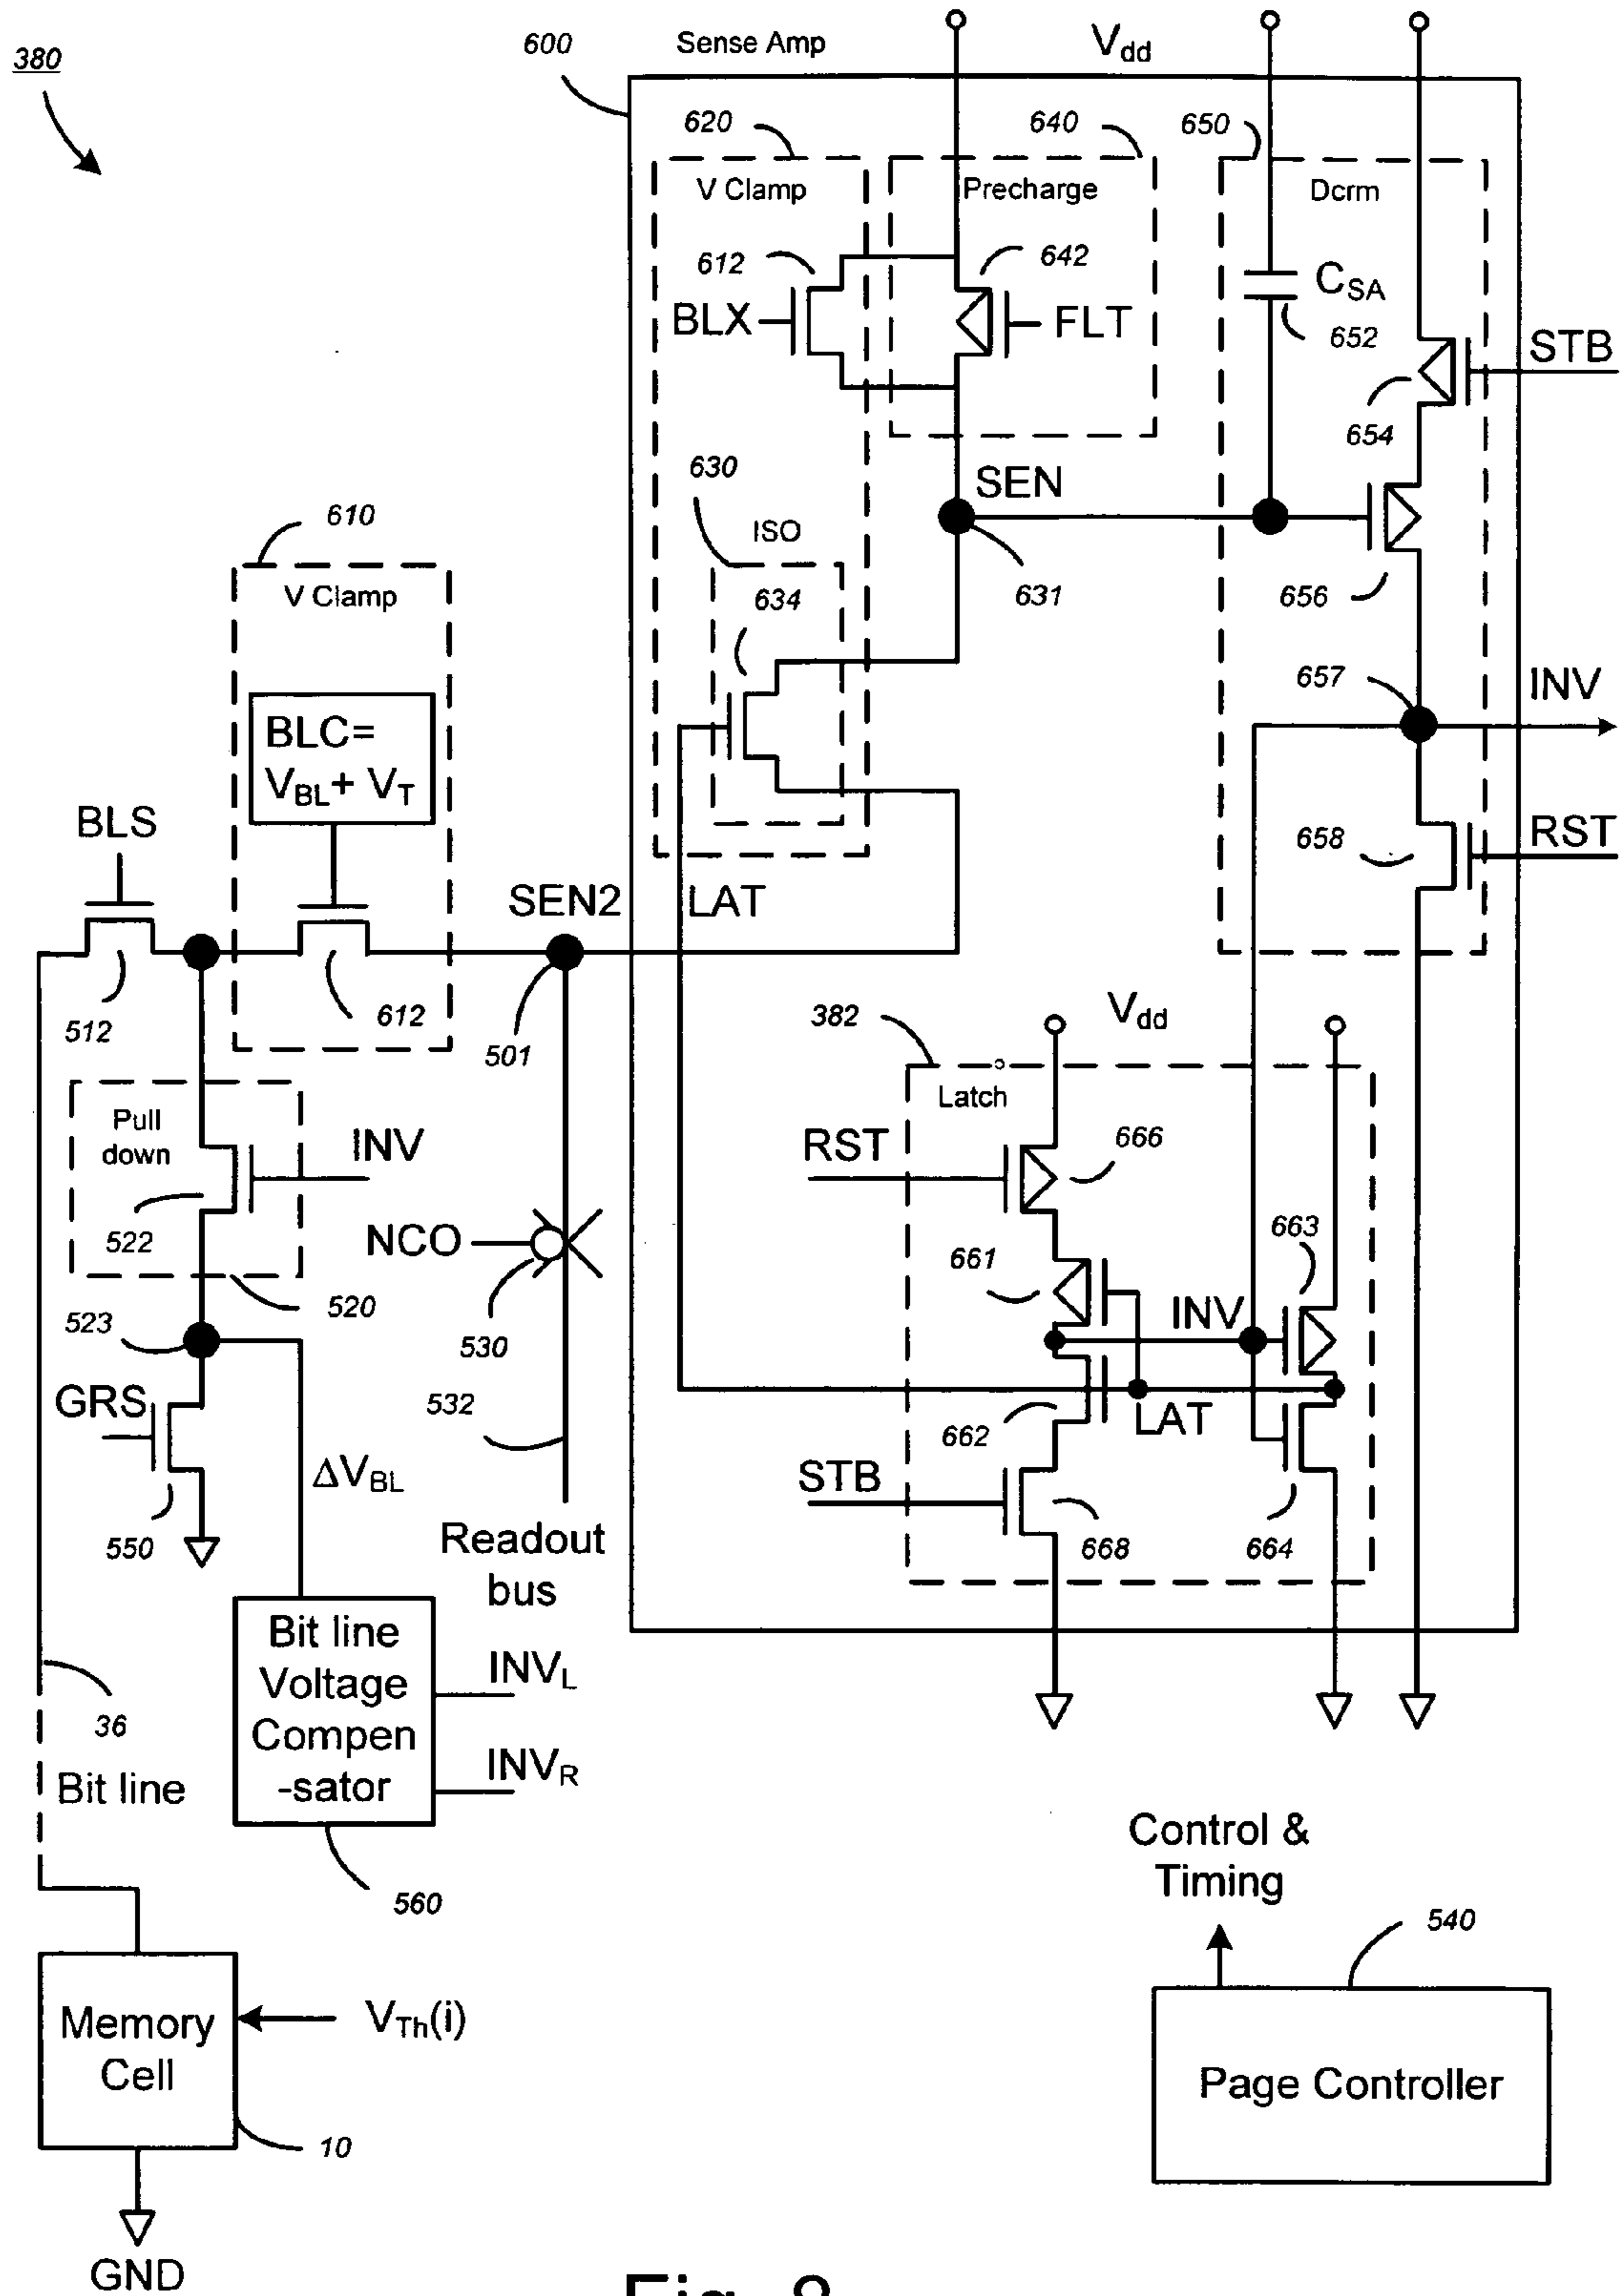 380
600
Sense Amp
Vdd
620
640
650
V Clamp
Precharge
Dcrm
612
642
BLX
FLT
CSA
652
STB
654
630
SEN
ISO
634
631
656
610
V Clamp
BLC=
VBL+ VT
657
INV
BLS
658
RST
SEN2
LAT
512
612
501
382
Vdd
Latch
Pull
down
INV
522
RST
666
NCO
663
661
INV
520
523
530
GRS
532
662
LAT
ΔVBL
STB
550
668
664
Readout
bus
Bit line
Voltage
Compen
-sator
INVL
INVR
36
Bit line
560
Control &
Timing
540
Memory
Cell
VTh(i)
Page Controller
10
GND
Fig. 8